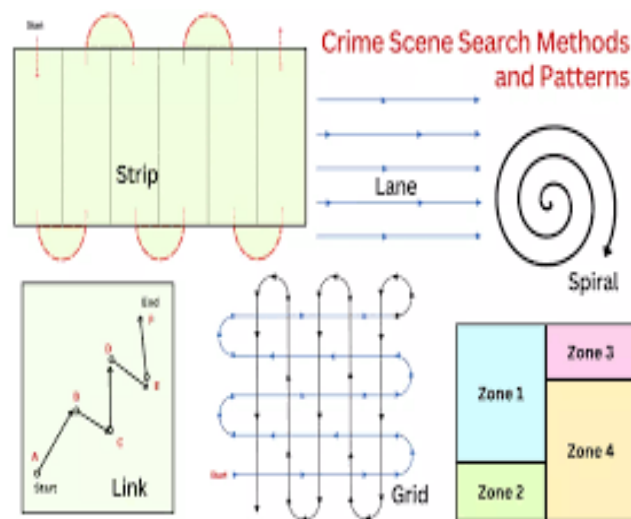 Start
Crime Scene Search Methods
and Patterns
Strip
Lane
Spiral
End
F
D
E
B
C
A
Start
Link
Start
Grid
Zone 1
Zone 3
Zone 2
Zone 4